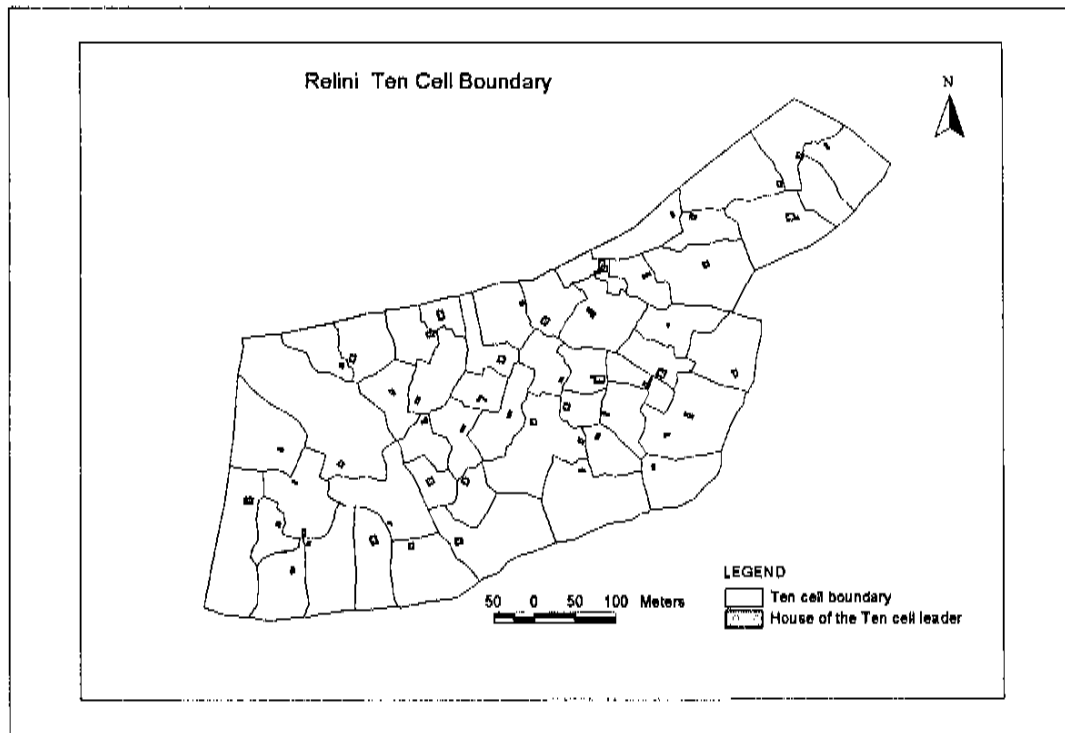 Relini Ten Cell Boundary
N
LEGEND
Ten cell boundary
House of the Ten cell leader
50 0 50 100 Meters